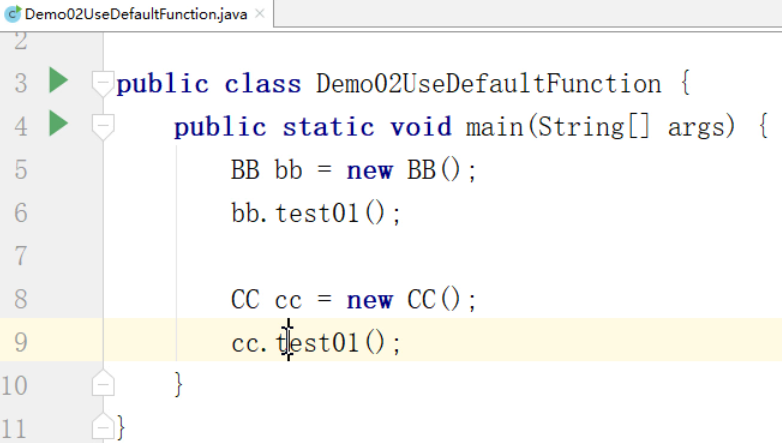 Demo02UseDefaultFunction.java ×
2
3 public class Demo02UseDefaultFunction {
4 public static void main(String[] args) {
5 BB bb = new BB();
6 bb.test01();
7
8 CC cc = new CC();
9 cc.test01();
10 }
11 }